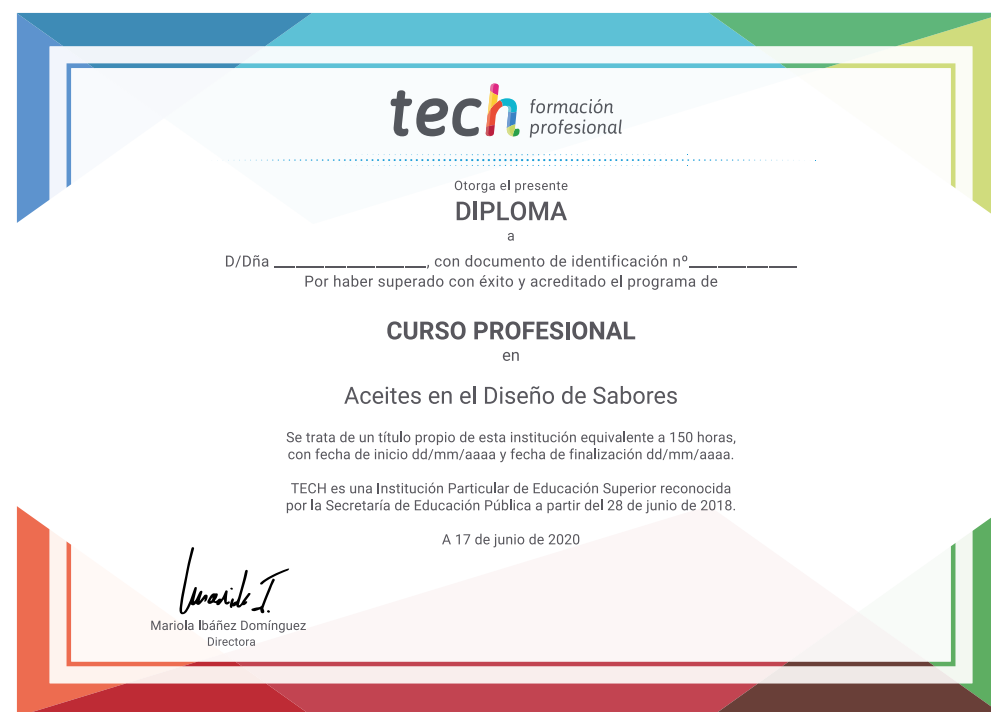 tech formación
profesional
Otorga el presente
DIPLOMA
a
D/Dña ____________________, con documento de identificación nº______________
Por haber superado con éxito y acreditado el programa de
CURSO PROFESIONAL
en
Aceites en el Diseño de Sabores
Se trata de un título propio de esta institución equivalente a 150 horas,
con fecha de inicio dd/mm/aaaa y fecha de finalización dd/mm/aaaa.
TECH es una Institución Particular de Educación Superior reconocida
por la Secretaría de Educación Pública a partir del 28 de junio de 2018.
A 17 de junio de 2020
Mariola I.
Mariola Ibáñez Domínguez
Directora